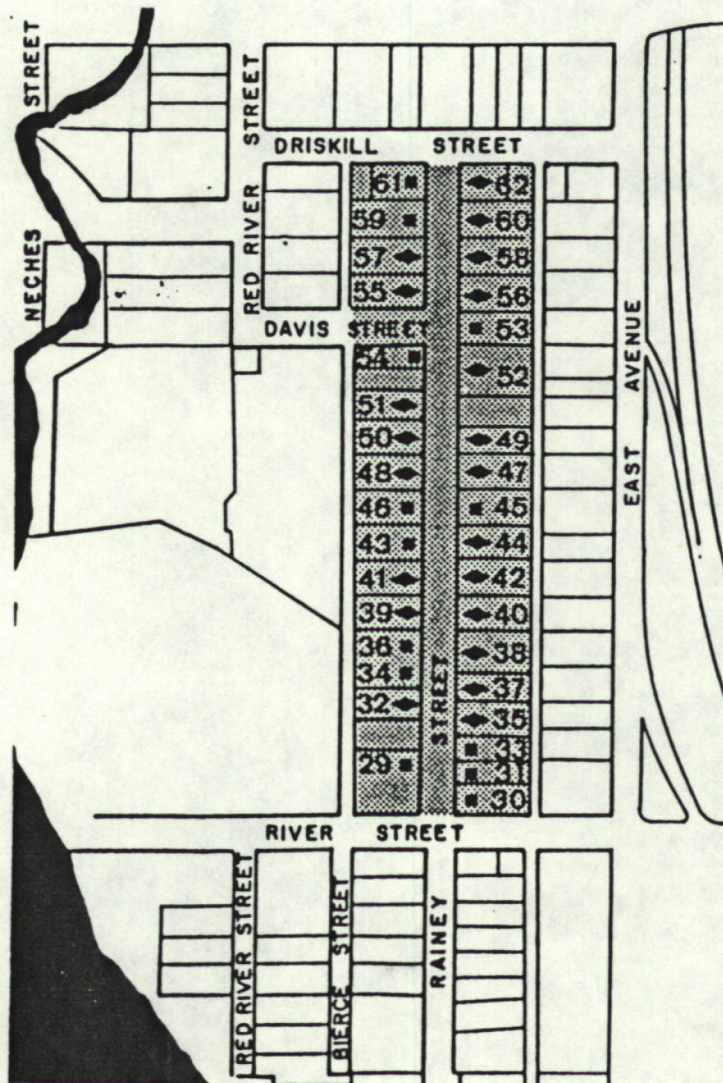 STREET
STREET
DRISKILL STREET
61 62
59 60
57 58
55 56
RED RIVER
NECHES
DAVIS STREET
53
54
52
51
50 49
48 47
46 45
43 44
41 42
39 40
36 38
34
32 37
35
33
29 31
30
EAST AVENUE
STREET
RIVER STREET
RED RIVER STREET
BIERCE STREET
RAINEY